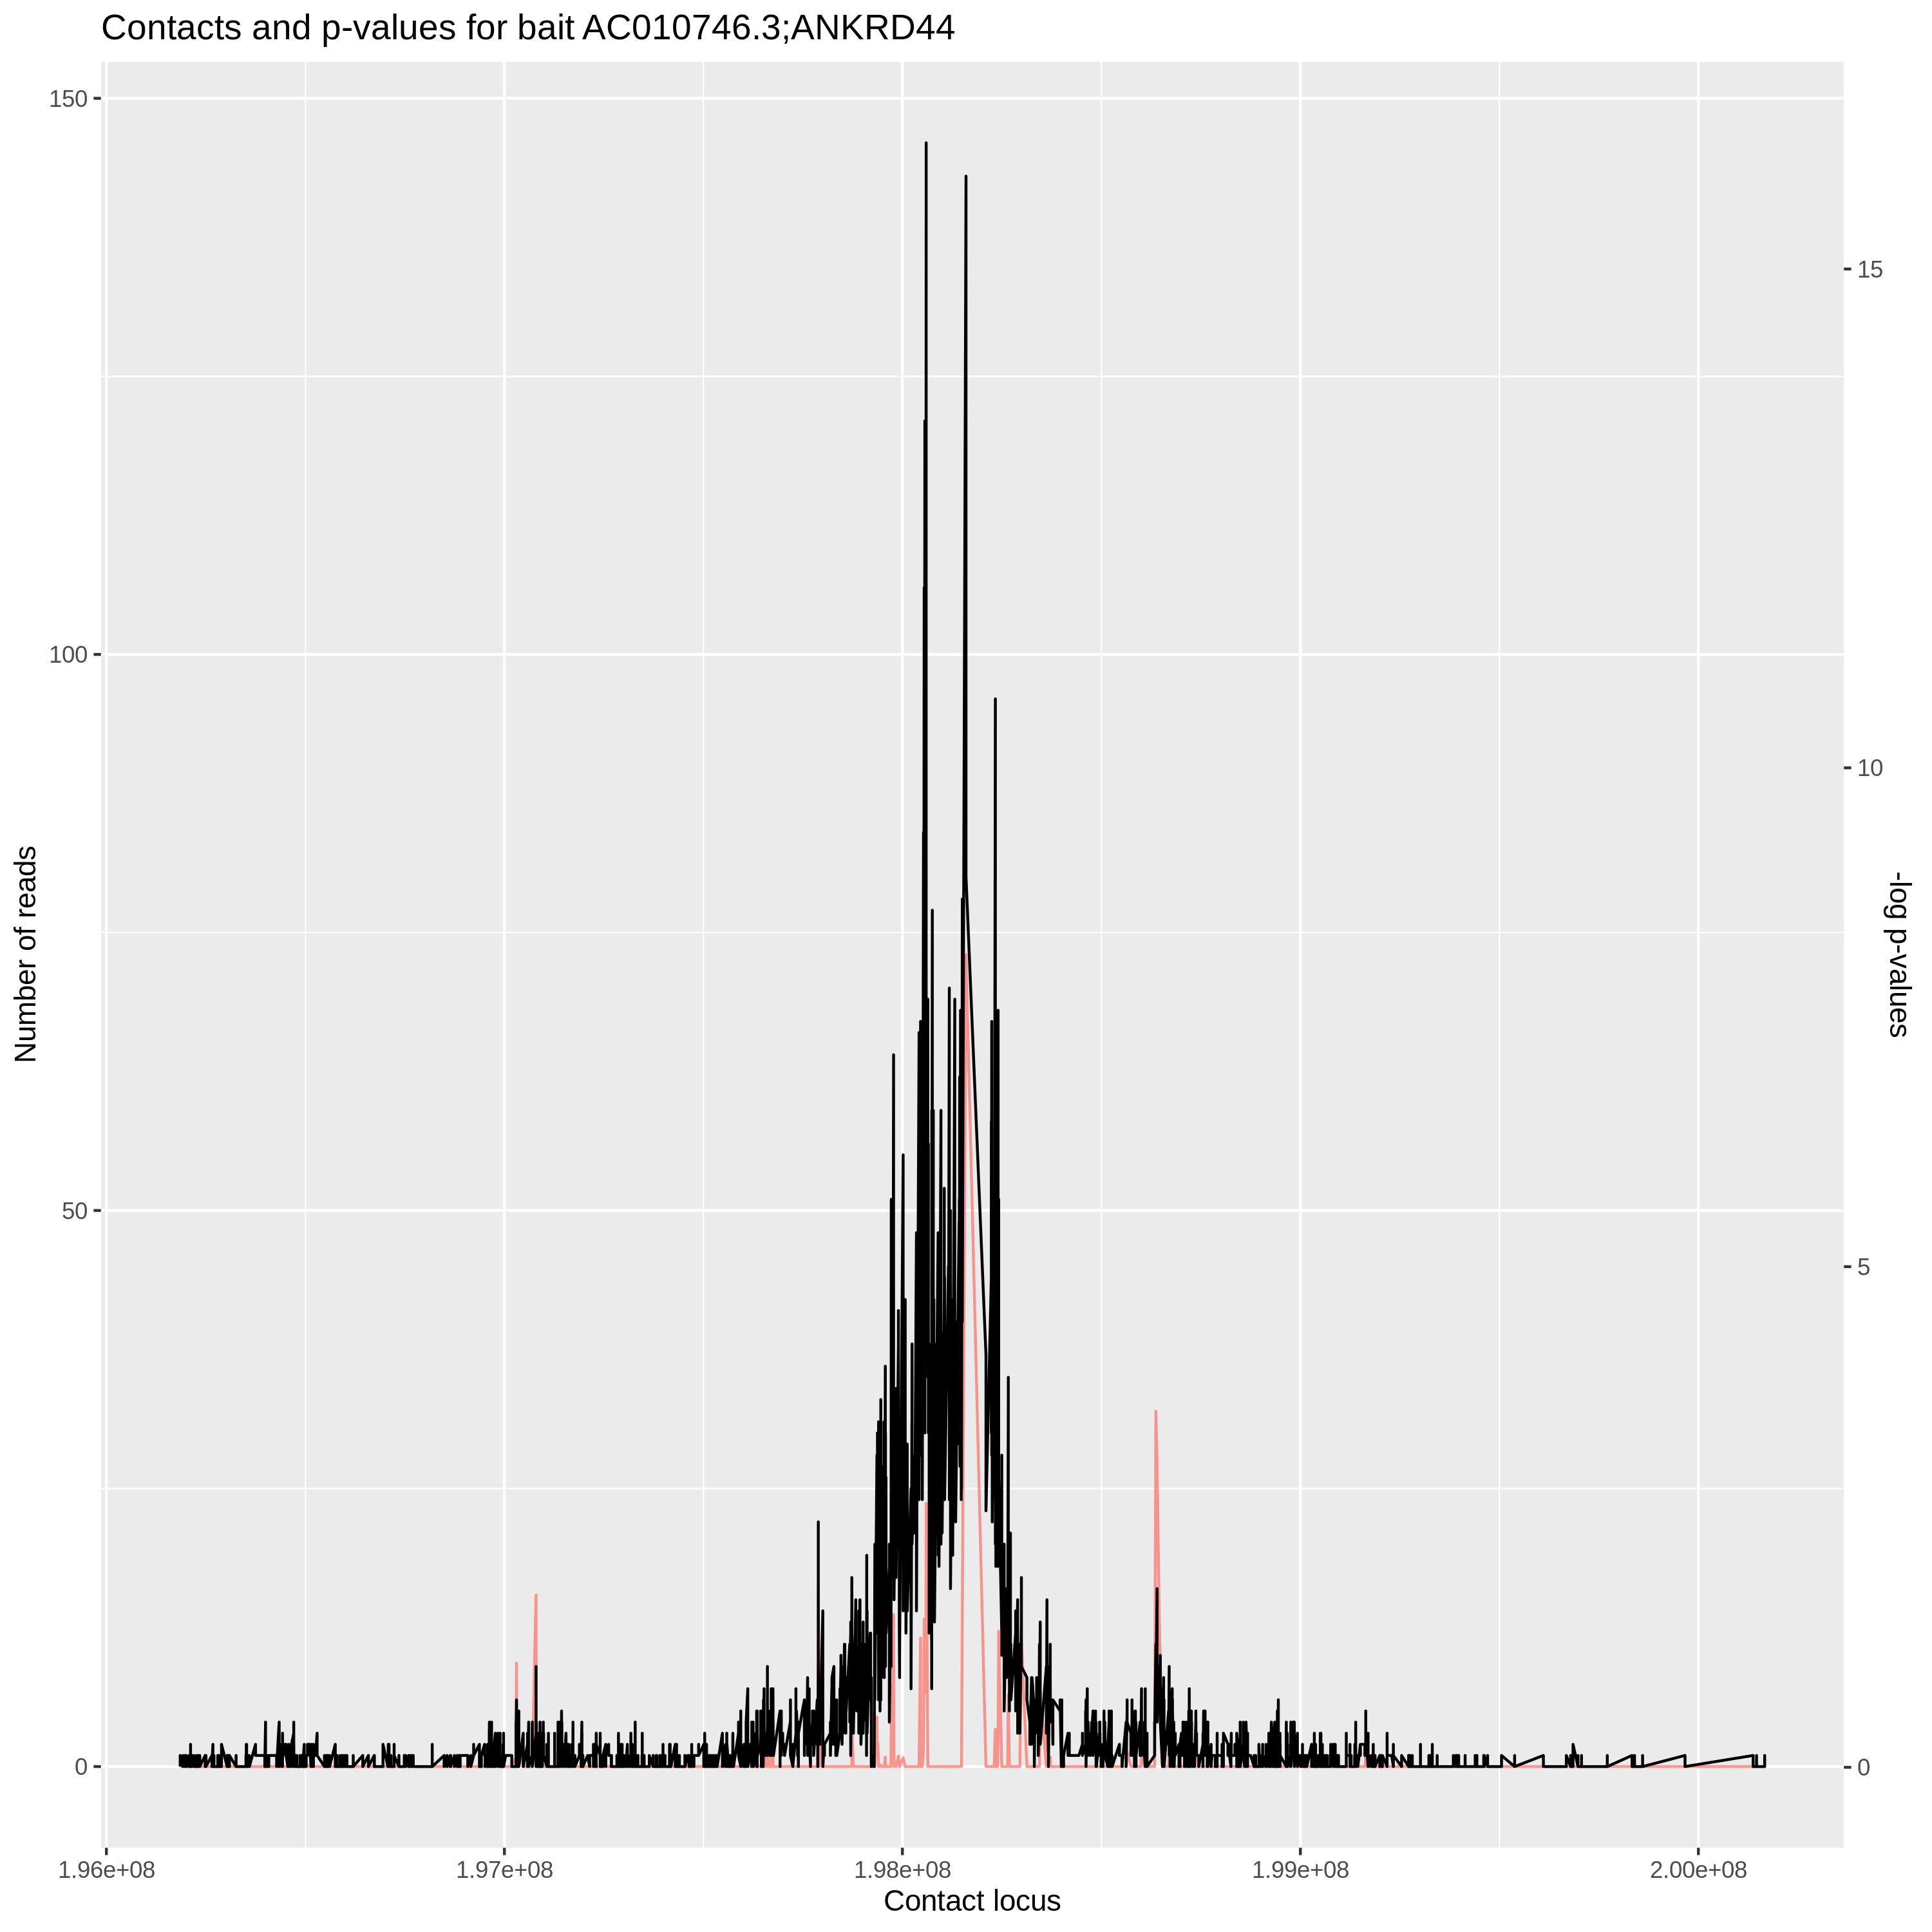 Contacts and p-values for bait AC010746.3;ANKRD44
150
100
50
0
Number of reads
15
10
5
0
-log p-values
1.96e+08 1.97e+08 1.98e+08 1.99e+08 2.00e+08
Contact locus